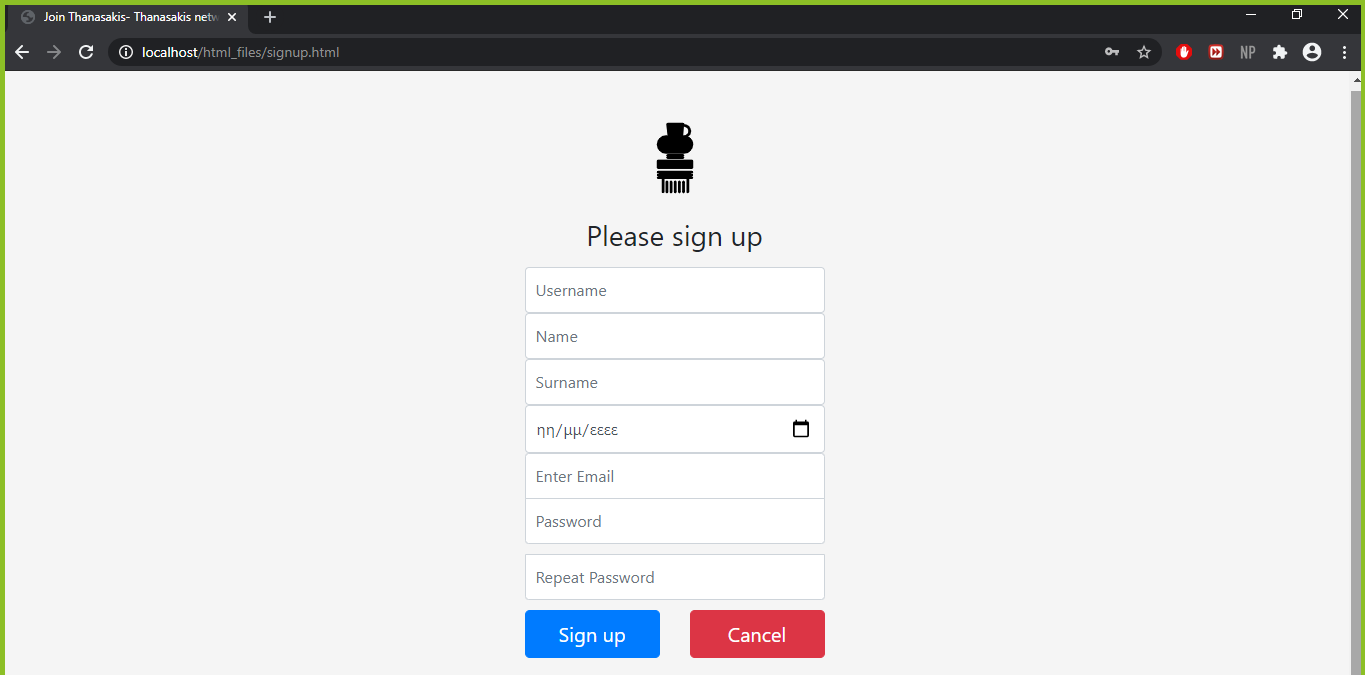 Join Thanasakis- Thanasakis netw
localhost/html_files/signup.html
NP
Please sign up
Username
Name
Surname
ηη/μμ/εεεε
Enter Email
Password
Repeat Password
Sign up
Cancel